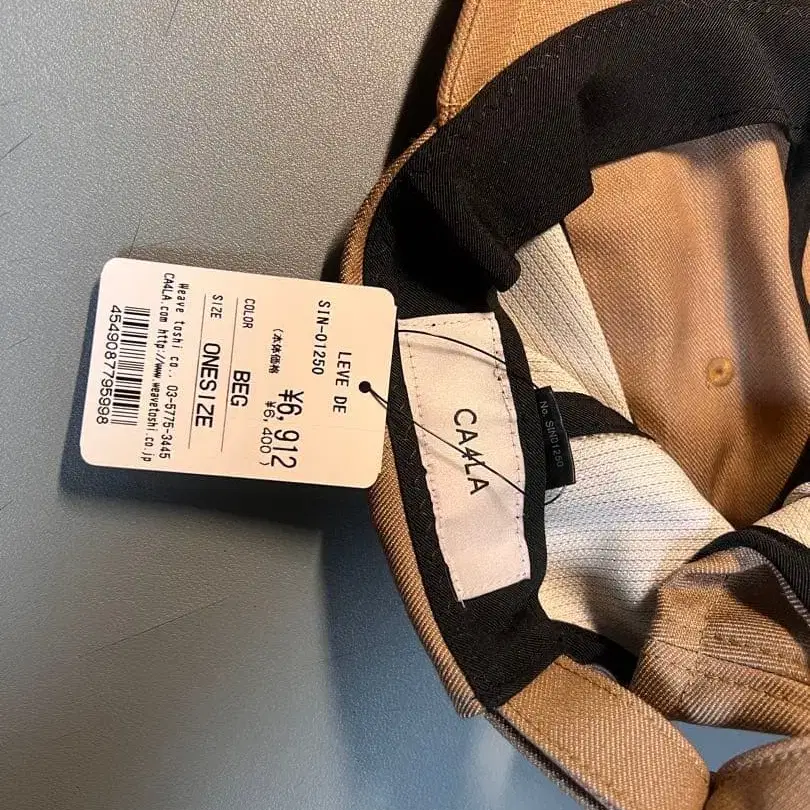 LEVE DE
SIN-01250
¥6,912
(本体価格 ¥6,400)
COLOR BEG
SIZE ONESIZE
Weave toshi co., 03-5775-3445
CA4LA.com http://www.weavetoshi.co.jp
4549087795998
CA4LA
No. SIN01250